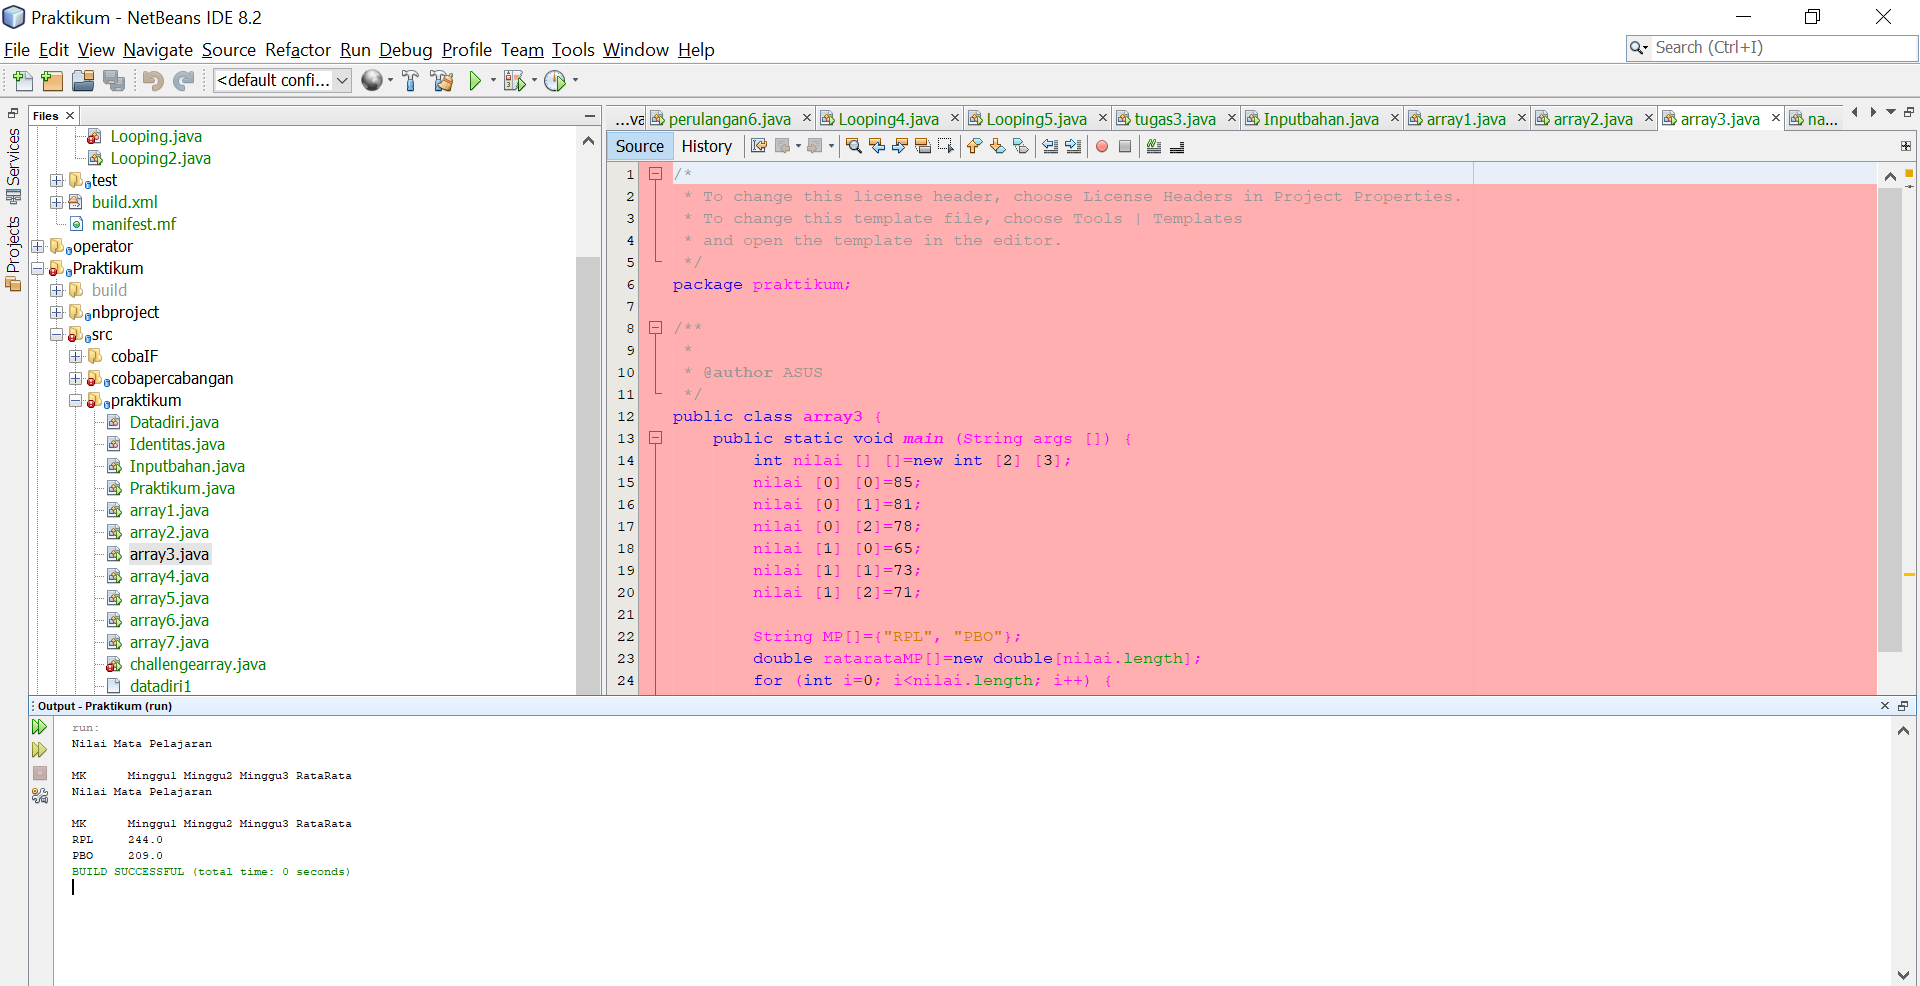 Praktikum - NetBeans IDE 8.2
File Edit View Navigate Source Refactor Run Debug Profile Team Tools Window Help
Search (Ctrl+I)
<default confi...
Services
Projects
Files
Looping.java
Looping2.java
test
build.xml
manifest.mf
operator
Praktikum
build
nbproject
src
cobaIF
cobapercabangan
praktikum
Datadiri.java
Identitas.java
Inputbahan.java
Praktikum.java
array1.java
array2.java
array3.java
array4.java
array5.java
array6.java
array7.java
challengearray.java
datadiri1
...va perulangan6.java Looping4.java Looping5.java tugas3.java Inputbahan.java array1.java array2.java array3.java na...
Source History
1 /*
2 * To change this license header, choose License Headers in Project Properties.
3 * To change this template file, choose Tools | Templates
4 * and open the template in the editor.
5 */
6 package praktikum;
7
8 /**
9 *
10 * @author ASUS
11 */
12 public class array3 {
13 public static void main (String args []) {
14 int nilai [] []=new int [2] [3];
15 nilai [0] [0]=85;
16 nilai [0] [1]=81;
17 nilai [0] [2]=78;
18 nilai [1] [0]=65;
19 nilai [1] [1]=73;
20 nilai [1] [2]=71;
21
22 String MP[]={"RPL", "PBO"};
23 double ratarataMP[]=new double[nilai.length];
24 for (int i=0; i<nilai.length; i++) {
Output - Praktikum (run)
run:
Nilai Mata Pelajaran
MK Minggu1 Minggu2 Minggu3 RataRata
Nilai Mata Pelajaran
MK Minggu1 Minggu2 Minggu3 RataRata
RPL 244.0
PBO 209.0
BUILD SUCCESSFUL (total time: 0 seconds)